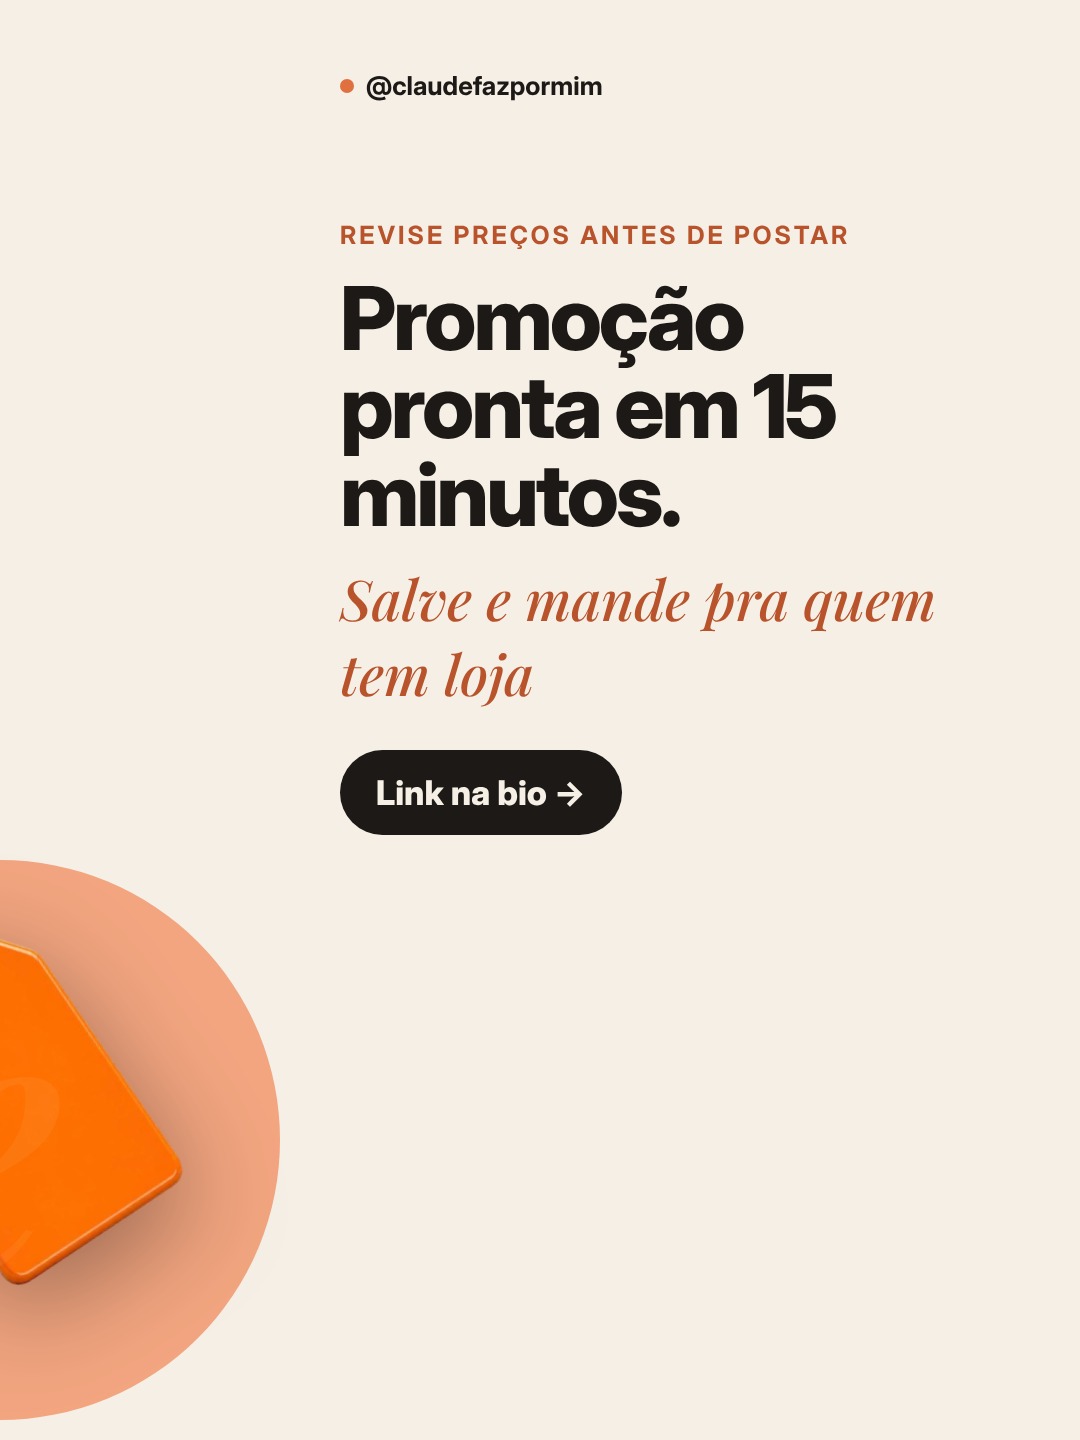 @claudefazpormim
REVISE PREÇOS ANTES DE POSTAR
Promoção
pronta em 15
minutos.
Salve e mande pra quem
tem loja
Link na bio →